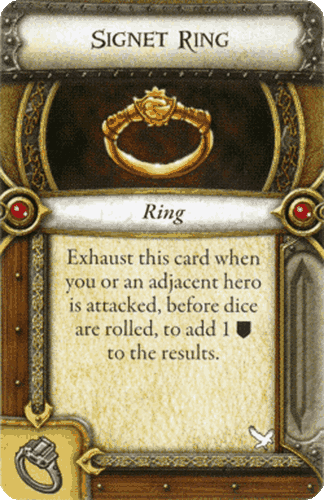 Signet Ring
Ring
Exhaust this card when
you or an adjacent hero
is attacked, before dice
are rolled, to add 1
to the results.